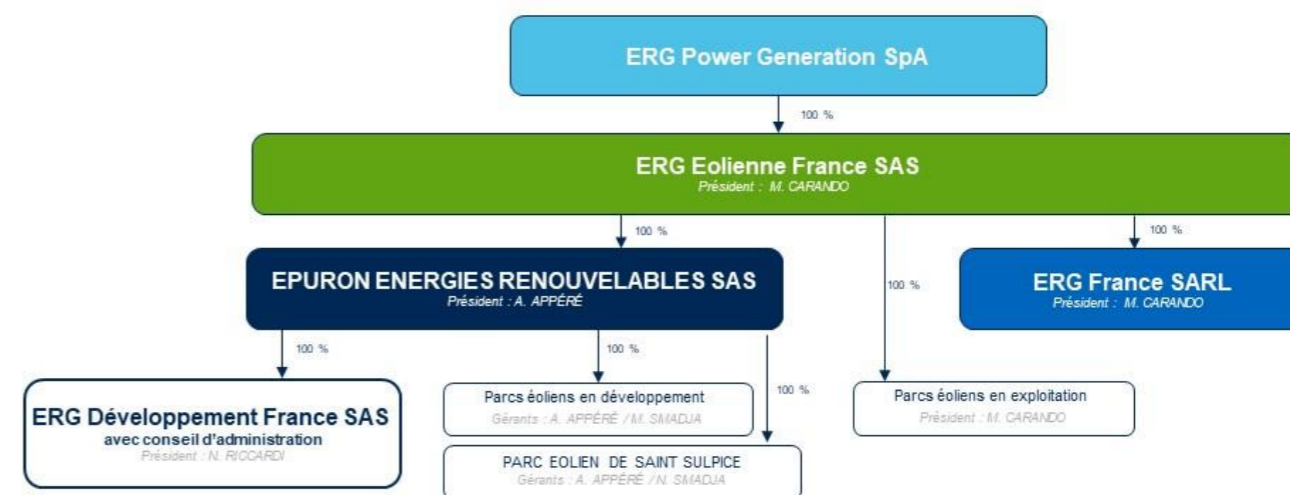 ERG Power Generation SpA
100 %
ERG Eolienne France SAS
Président : M. CARANDO
100 %
100 %
EPURON ENERGIES RENOUVELABLES SAS
Président : A. APPÉRÉ
100 %
ERG France SARL
Président : M. CARANDO
100 %
100 %
100 %
ERG Développement France SAS
avec conseil d'administration
Président : N. RICCARDI
Parcs éoliens en développement
Gérants : A. APPÉRÉ / M. SMADJA
Parcs éoliens en exploitation
Président : M. CARANDO
PARC EOLIEN DE SAINT SULPICE
Gérants : A. APPÉRÉ / N. SMADJA